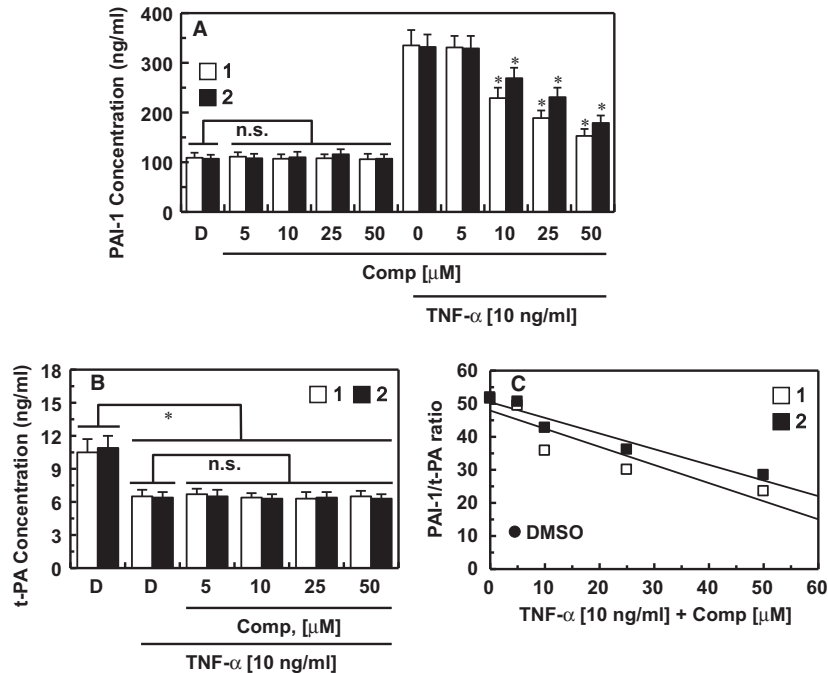 A
PAI-1 Concentration (ng/ml)
400
300
200
100
0
1
2
n.s.
* * * * * *
D 5 10 25 50 0 5 10 25 50
Comp [μM]
TNF-α [10 ng/ml]
B
t-PA Concentration (ng/ml)
18
15
12
9
6
3
0
1 2
*
n.s.
D D 5 10 25 50
Comp, [μM]
TNF-α [10 ng/ml]
C
PAI-1/t-PA ratio
60
50
40
30
20
10
0
1
2
DMSO
0 10 20 30 40 50 60
TNF-α [10 ng/ml] + Comp [μM]